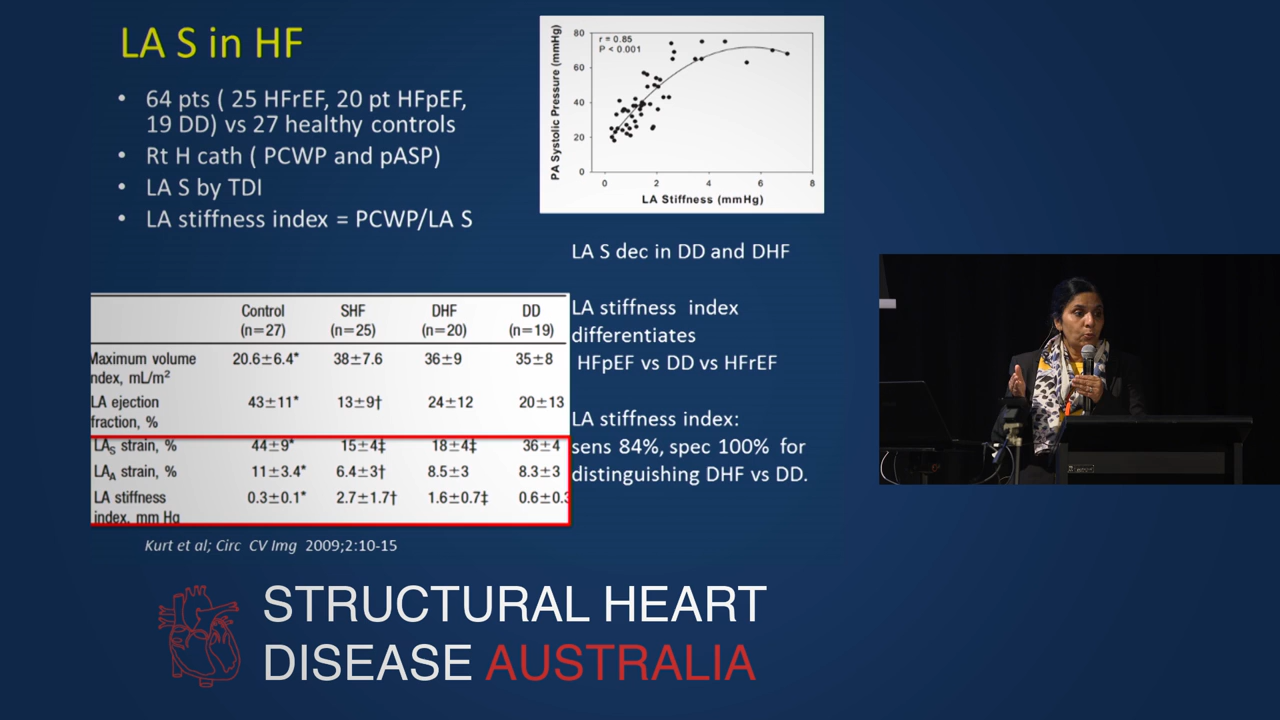 LA S in HF
• 64 pts ( 25 HFrEF, 20 pt HFpEF,
19 DD) vs 27 healthy controls
• Rt H cath ( PCWP and pASP)
• LA S by TDI
• LA stiffness index = PCWP/LA S
PA Systolic Pressure (mmHg)
80
60
40
20
0
r = 0.85
P < 0.001
0 2 4 6 8
LA Stiffness (mmHg)
LA S dec in DD and DHF
LA stiffness index
differentiates
HFpEF vs DD vs HFrEF
LA stiffness index:
sens 84%, spec 100% for
distinguishing DHF vs DD.
Control SHF DHF DD
(n=27) (n=25) (n=20) (n=19)
Maximum volume 20.6±6.4* 38±7.6 36±9 35±8
ndex, mL/m²
LA ejection 43±11* 13±9† 24±12 20±13
fraction, %
LAS strain, % 44±9* 15±4‡ 18±4‡ 36±4
LAA strain, % 11±3.4* 6.4±3† 8.5±3 8.3±3
LA stiffness 0.3±0.1* 2.7±1.7† 1.6±0.7‡ 0.6±0.3
index, mm Hg
Kurt et al; Circ CV Img 2009;2:10-15
STRUCTURAL HEART
DISEASE AUSTRALIA